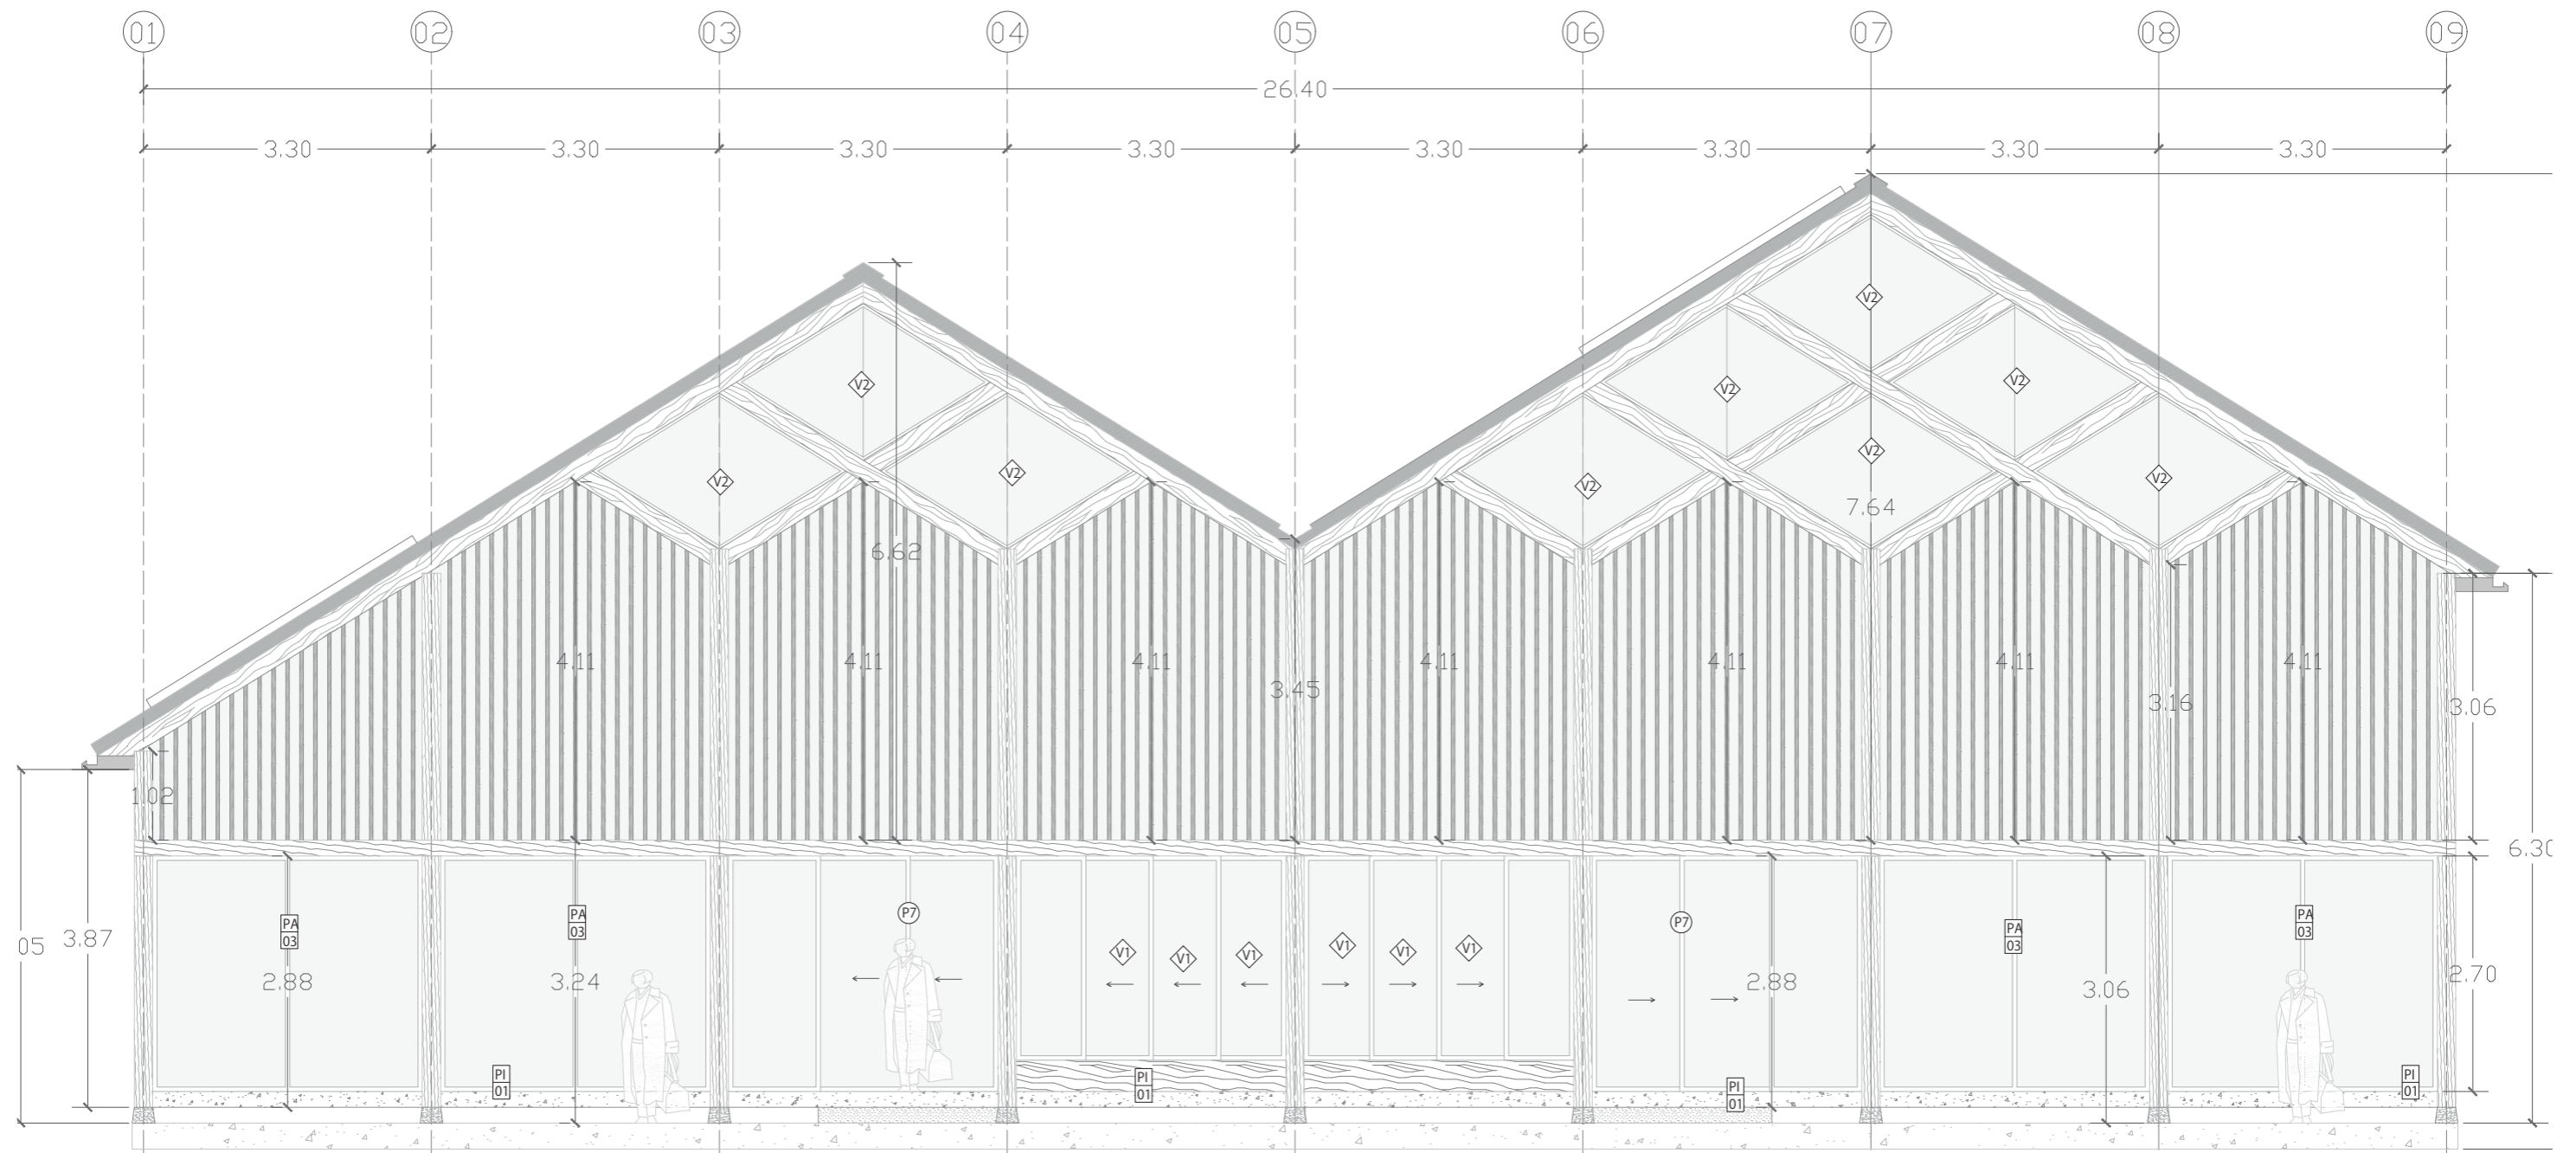 01 02 03 04 05 06 07 08 09
26.40
3.30 3.30 3.30 3.30 3.30 3.30 3.30 3.30
V2
V2
V2
V2
V2
V2
V2
V2
V2
7.64
6.62
4.11 4.11 4.11 4.11 4.11 4.11 4.11
3.45
3.16
3.06
1.02
6.30
05
3.87
PA
03
PA
03
P7
V1
V1
V1
V1
V1
V1
P7
PA
03
PA
03
2.88
3.24
2.88
3.06
2.70
PI
01
PI
01
PI
01
PI
01